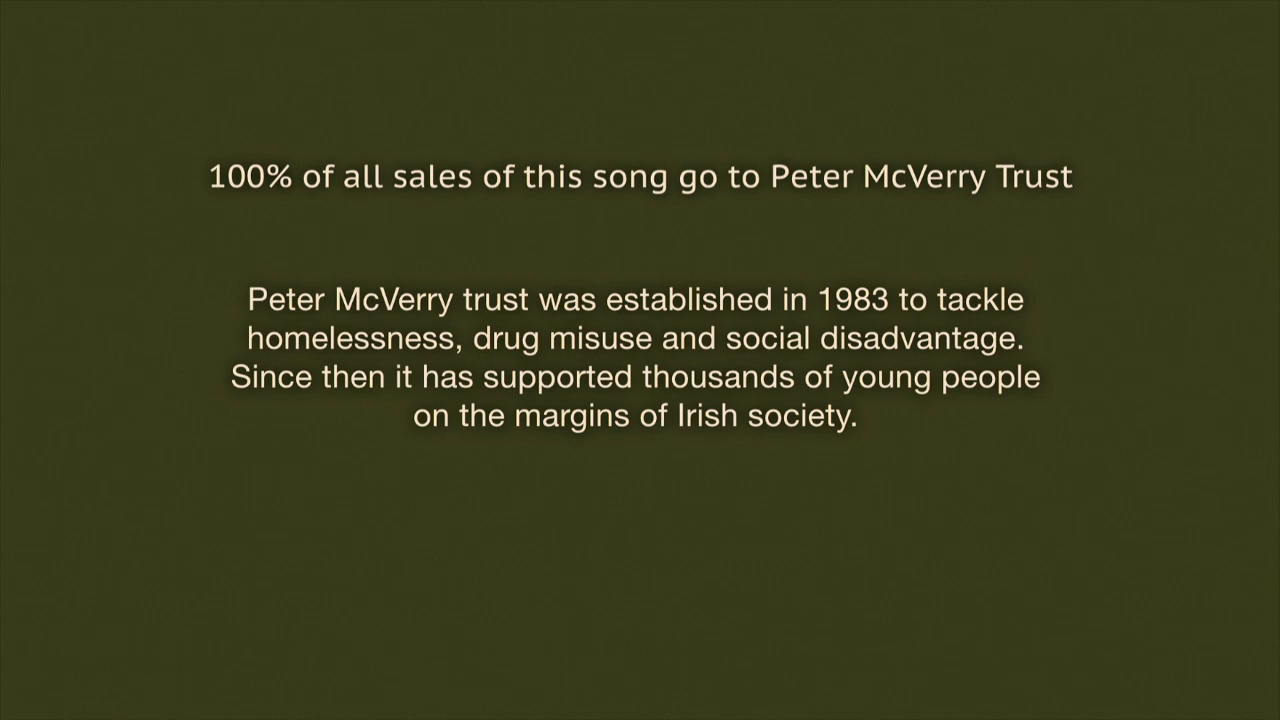 100% of all sales of this song go to Peter McVerry Trust
Peter McVerry trust was established in 1983 to tackle
homelessness, drug misuse and social disadvantage.
Since then it has supported thousands of young people
on the margins of Irish society.